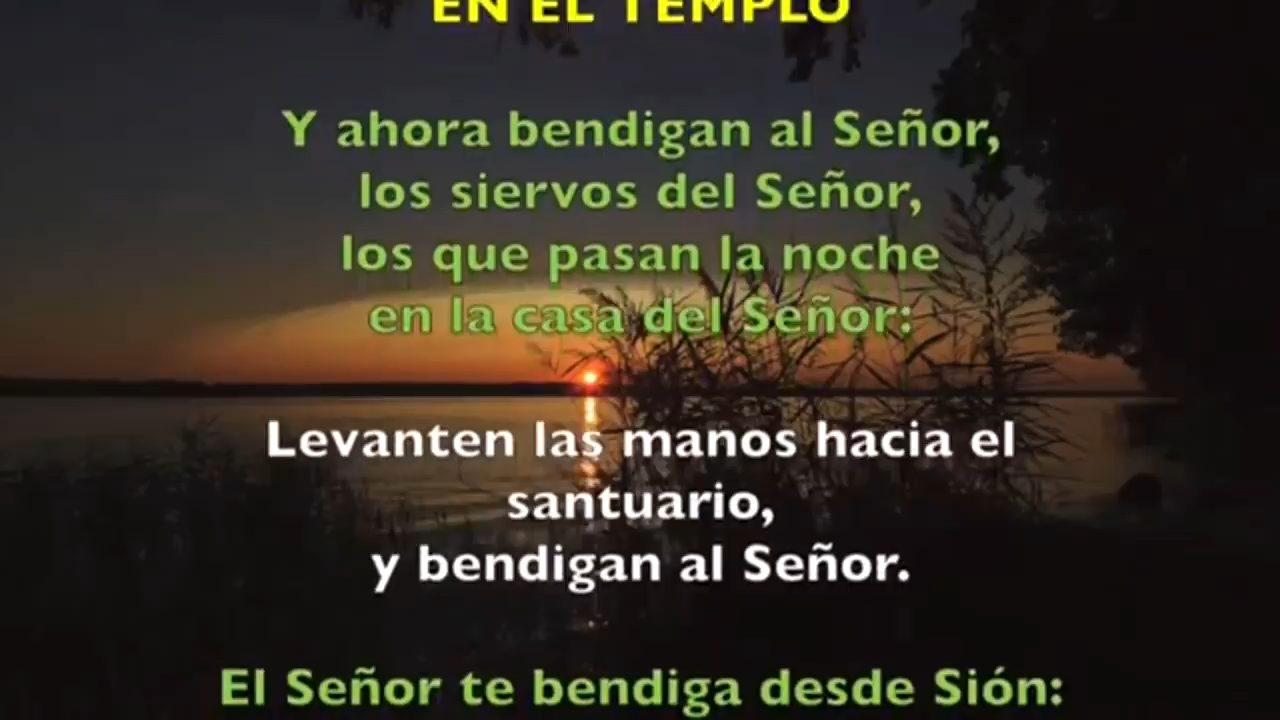 EN EL TEMPLO
Y ahora bendigan al Señor,
los siervos del Señor,
los que pasan la noche
en la casa del Señor:
Levanten las manos hacia el
santuario,
y bendigan al Señor.
El Señor te bendiga desde Sión: